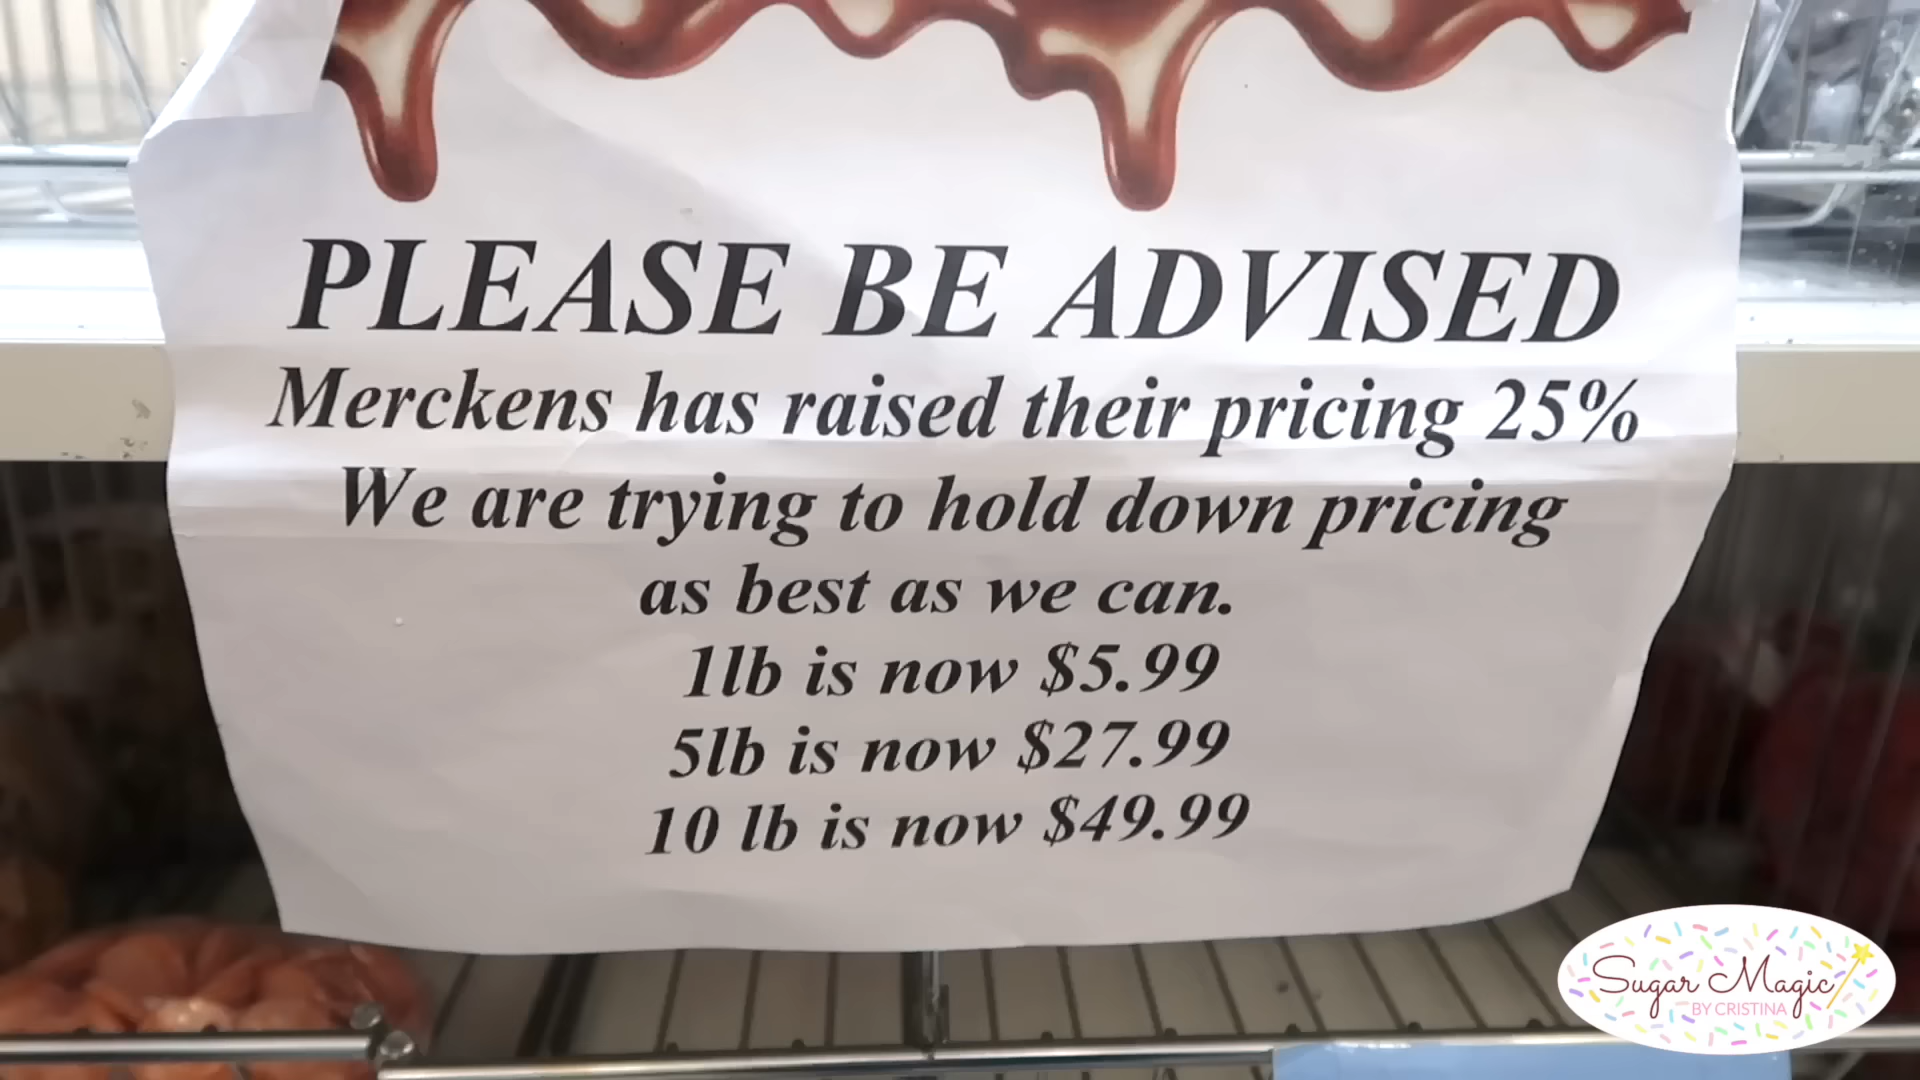 PLEASE BE ADVISED
Merckens has raised their pricing 25%
We are trying to hold down pricing
as best as we can.
1lb is now $5.99
5lb is now $27.99
10 lb is now $49.99
Sugar Magic
BY CRISTINA